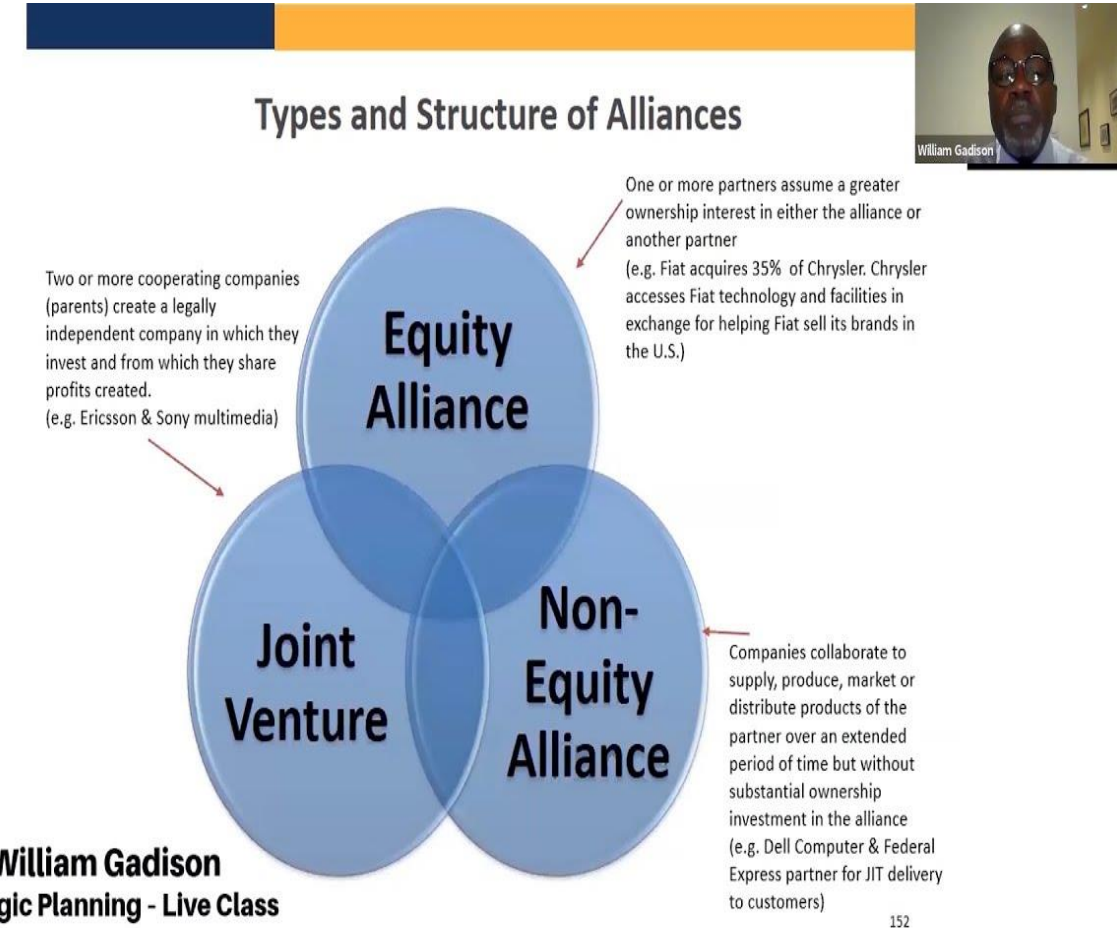 Types and Structure of Alliances
William Gadison
One or more partners assume a greater
ownership interest in either the alliance or
another partner
(e.g. Fiat acquires 35% of Chrysler. Chrysler
accesses Fiat technology and facilities in
exchange for helping Fiat sell its brands in
the U.S.)
Two or more cooperating companies
(parents) create a legally
independent company in which they
invest and from which they share
profits created.
(e.g. Ericsson & Sony multimedia)
Equity
Alliance
Joint
Venture
Non-
Equity
Alliance
Companies collaborate to
supply, produce, market or
distribute products of the
partner over an extended
period of time but without
substantial ownership
investment in the alliance
(e.g. Dell Computer & Federal
Express partner for JIT delivery
to customers)
William Gadison
gic Planning - Live Class
152